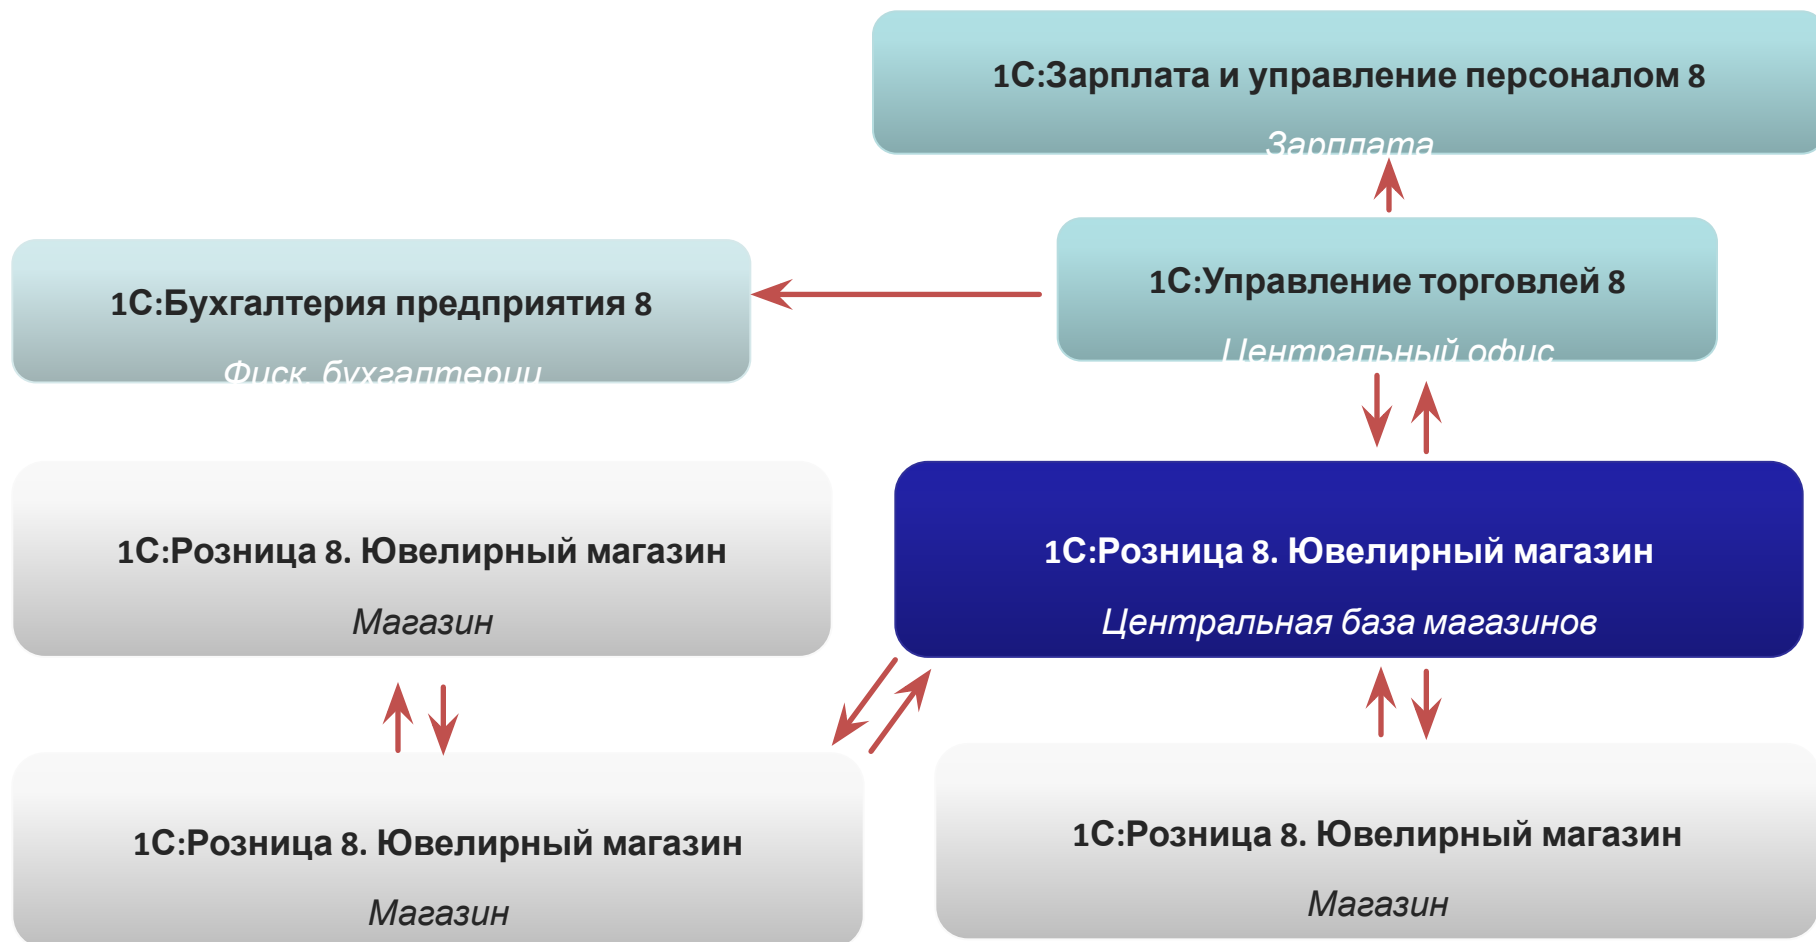 1С:Зарплата и управление персоналом 8
Зарплата
1С:Бухгалтерия предприятия 8
Фиск. бухгалтерии
1С:Управление торговлей 8
Центральный офис
1С:Розница 8. Ювелирный магазин
Магазин
1С:Розница 8. Ювелирный магазин
Центральная база магазинов
1С:Розница 8. Ювелирный магазин
Магазин
1С:Розница 8. Ювелирный магазин
Магазин